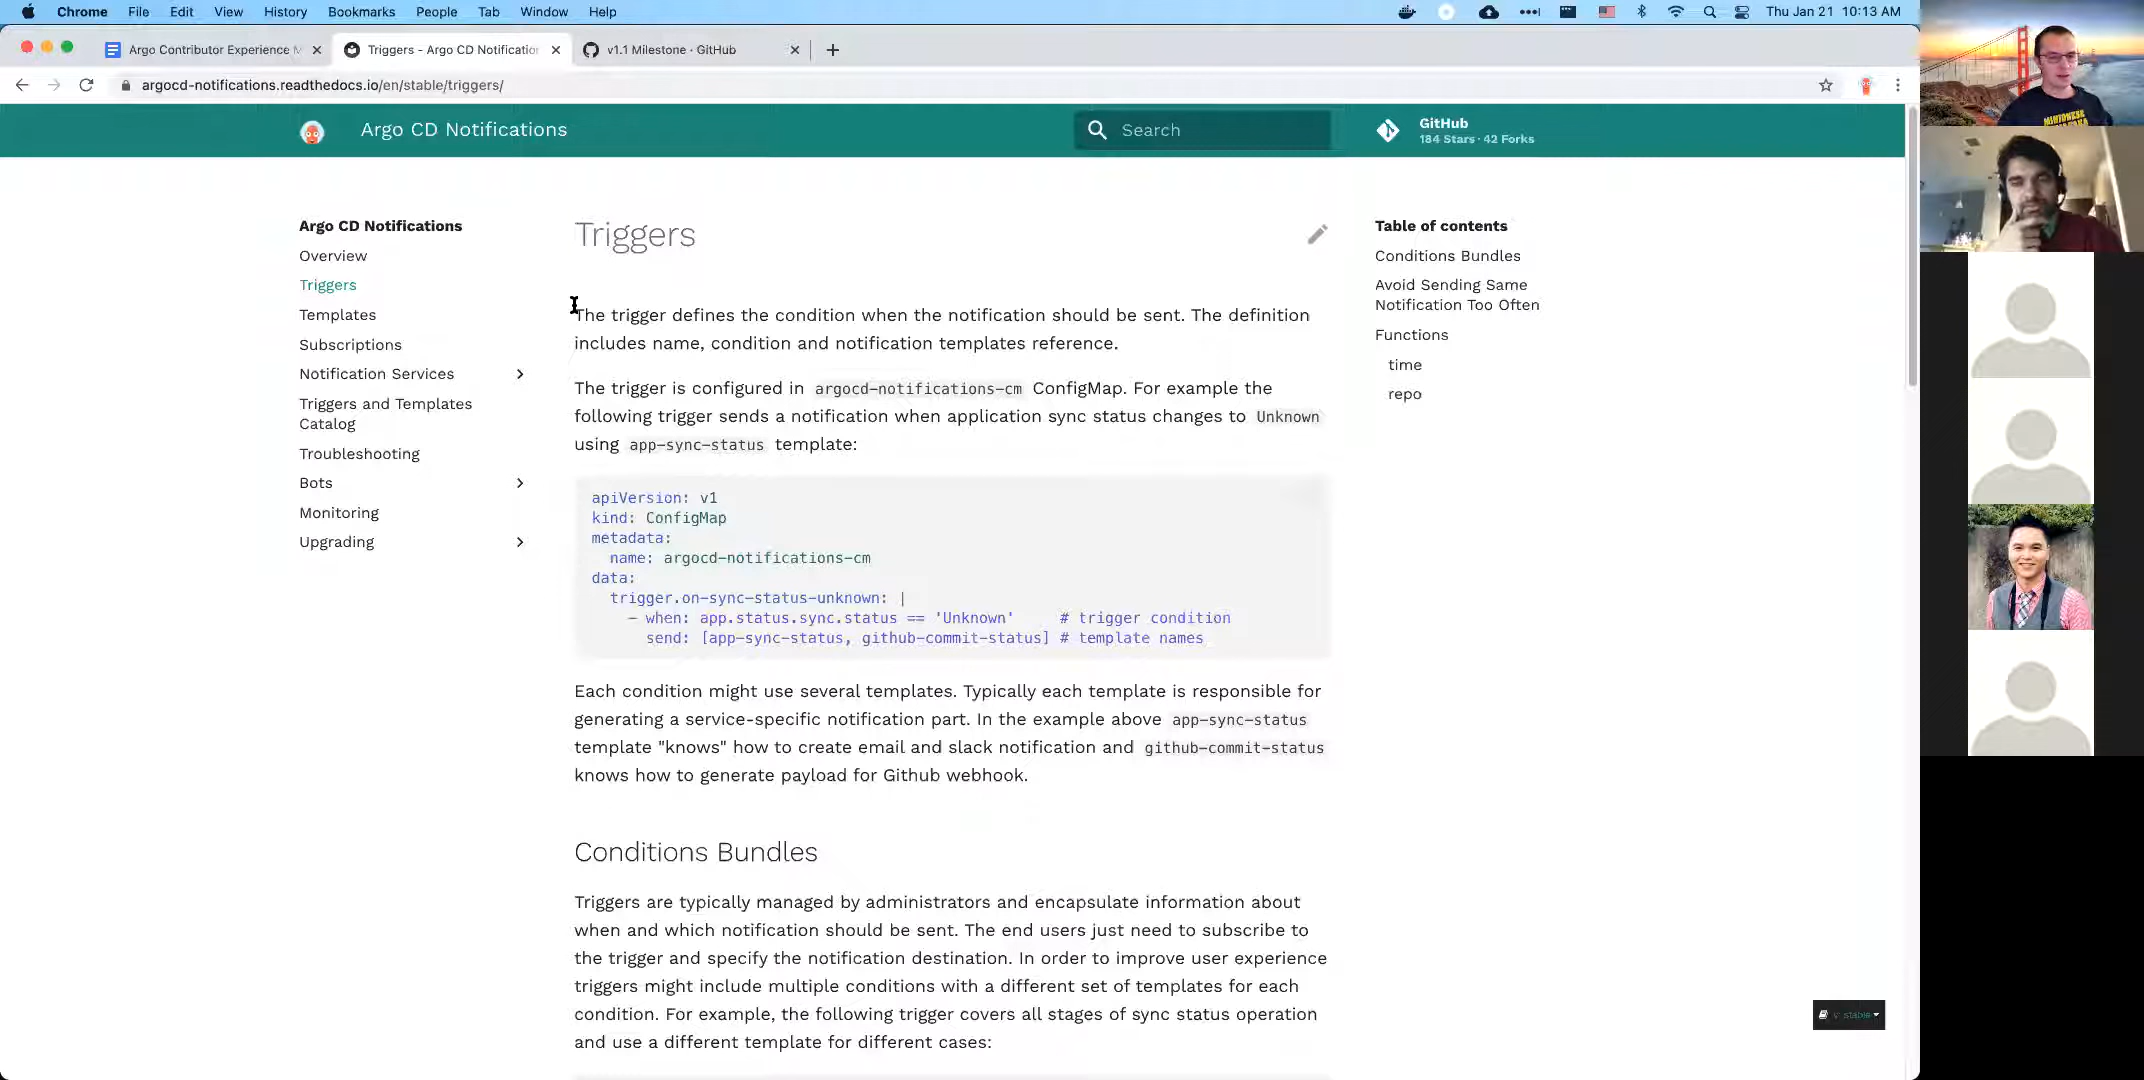 Chrome File Edit View History Bookmarks People Tab Window Help Thu Jan 21 10:13 AM
Argo Contributor Experience M Triggers - Argo CD Notification v1.1 Milestone · GitHub
argocd-notifications.readthedocs.io/en/stable/triggers/
Argo CD Notifications
Search
GitHub
184 Stars · 42 Forks
Argo CD Notifications
Overview
Triggers
Templates
Subscriptions
Notification Services
Triggers and Templates
Catalog
Troubleshooting
Bots
Monitoring
Upgrading
Triggers
The trigger defines the condition when the notification should be sent. The definition
includes name, condition and notification templates reference.
The trigger is configured in argocd-notifications-cm ConfigMap. For example the
following trigger sends a notification when application sync status changes to Unknown
using app-sync-status template:
apiVersion: v1
kind: ConfigMap
metadata:
name: argocd-notifications-cm
data:
trigger.on-sync-status-unknown: |
- when: app.status.sync.status == 'Unknown' # trigger condition
send: [app-sync-status, github-commit-status] # template names
Each condition might use several templates. Typically each template is responsible for
generating a service-specific notification part. In the example above app-sync-status
template "knows" how to create email and slack notification and github-commit-status
knows how to generate payload for Github webhook.
Conditions Bundles
Triggers are typically managed by administrators and encapsulate information about
when and which notification should be sent. The end users just need to subscribe to
the trigger and specify the notification destination. In order to improve user experience
triggers might include multiple conditions with a different set of templates for each
condition. For example, the following trigger covers all stages of sync status operation
and use a different template for different cases:
Table of contents
Conditions Bundles
Avoid Sending Same
Notification Too Often
Functions
time
repo
v: stable